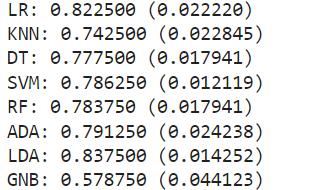 LR: 0.822500 (0.022220)
KNN: 0.742500 (0.022845)
DT: 0.777500 (0.017941)
SVM: 0.786250 (0.012119)
RF: 0.783750 (0.017941)
ADA: 0.791250 (0.024238)
LDA: 0.837500 (0.014252)
GNB: 0.578750 (0.044123)